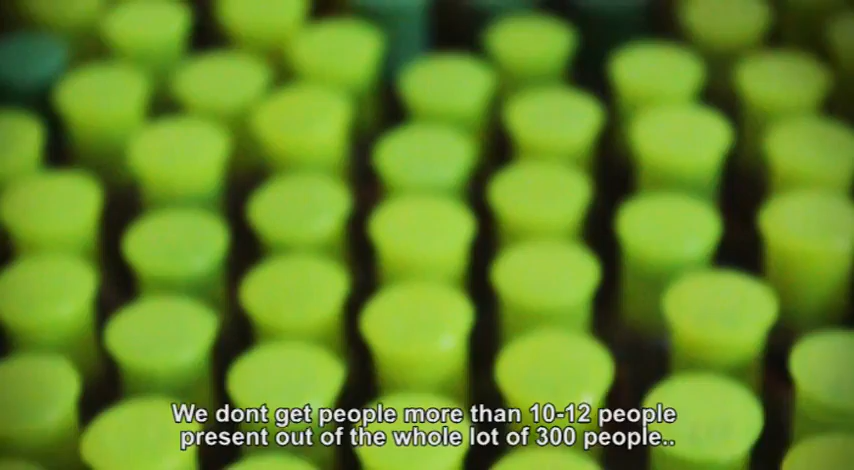 We dont get people more than 10-12 people
present out of the whole lot of 300 people..